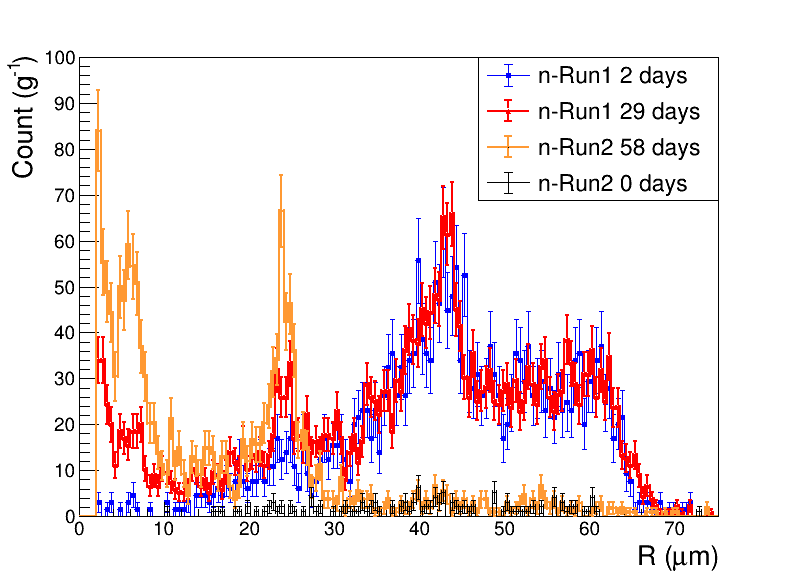 Count (g⁻¹)
100
90
80
70
60
50
40
30
20
10
0
n-Run1 2 days
n-Run1 29 days
n-Run2 58 days
n-Run2 0 days
0 10 20 30 40 50 60 70
R (μm)